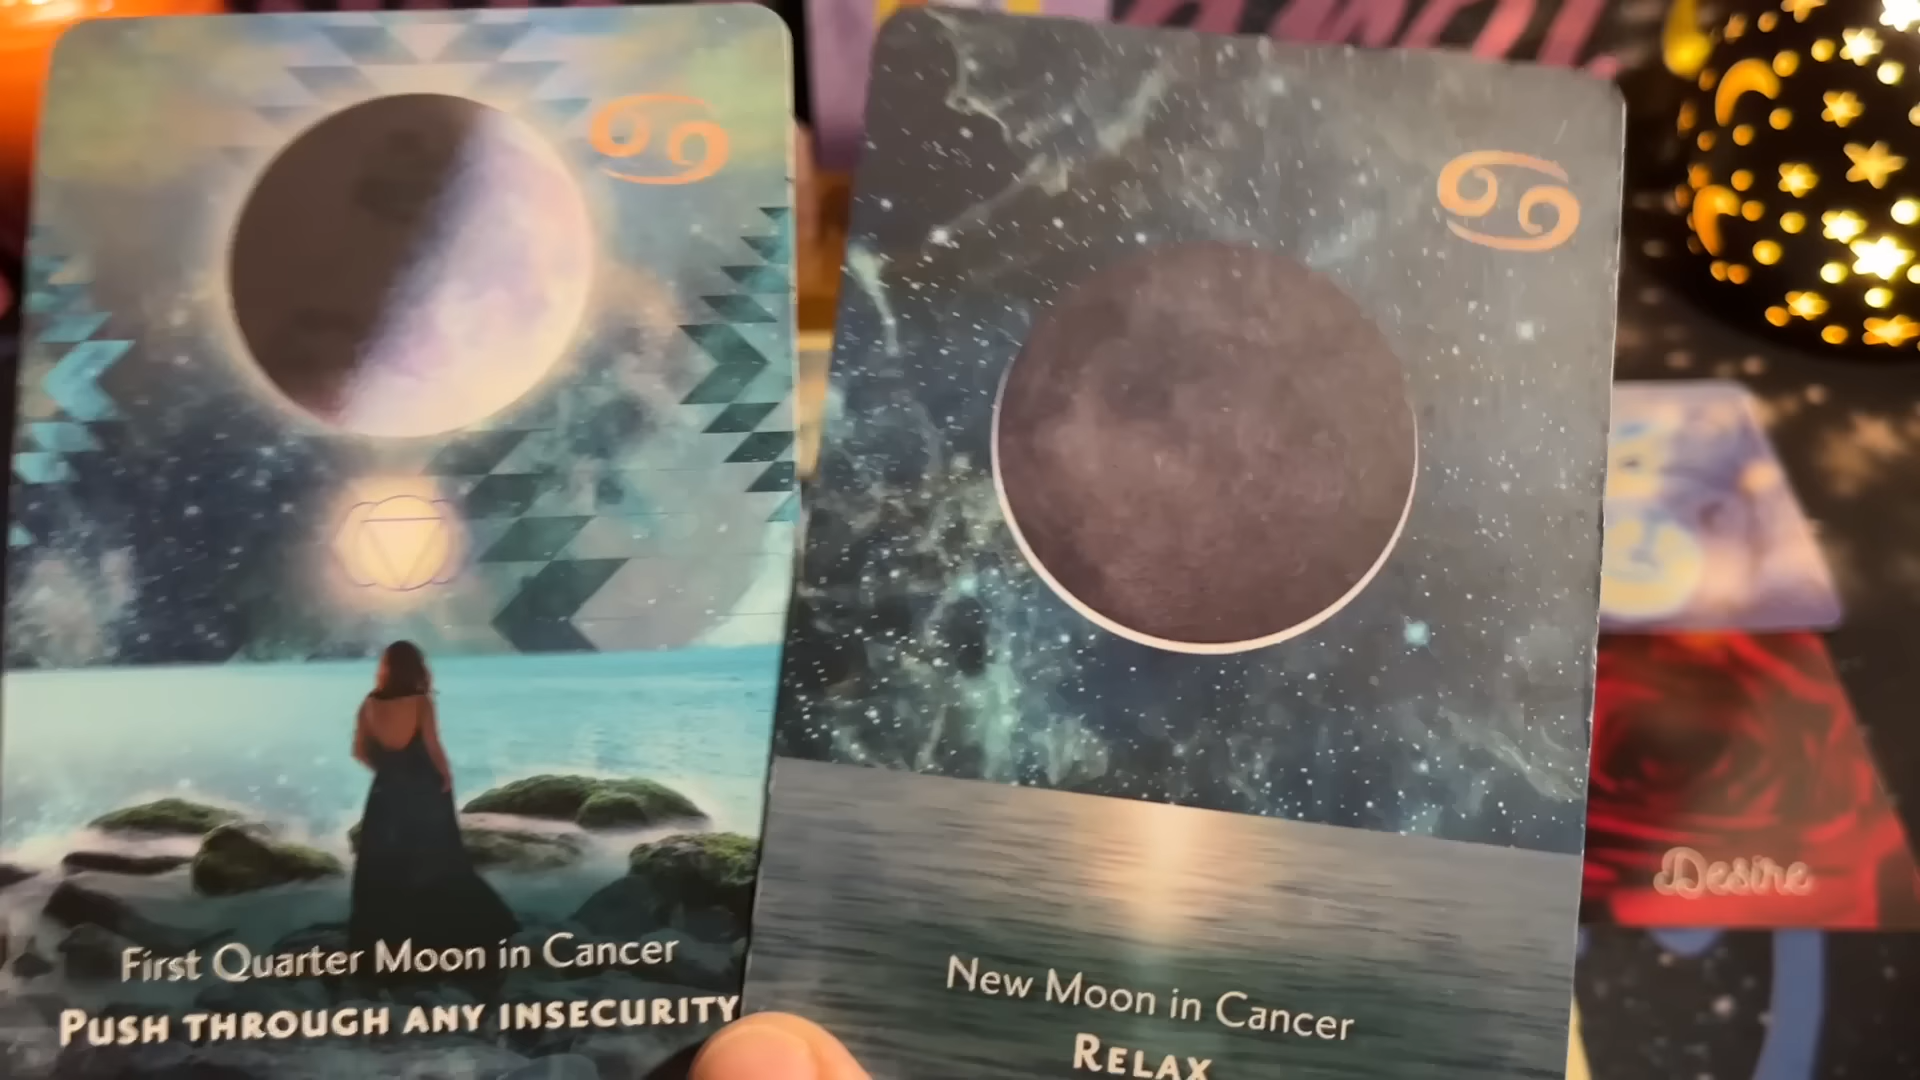 First Quarter Moon in Cancer
PUSH THROUGH ANY INSECURITY
New Moon in Cancer
RELAX
Desire